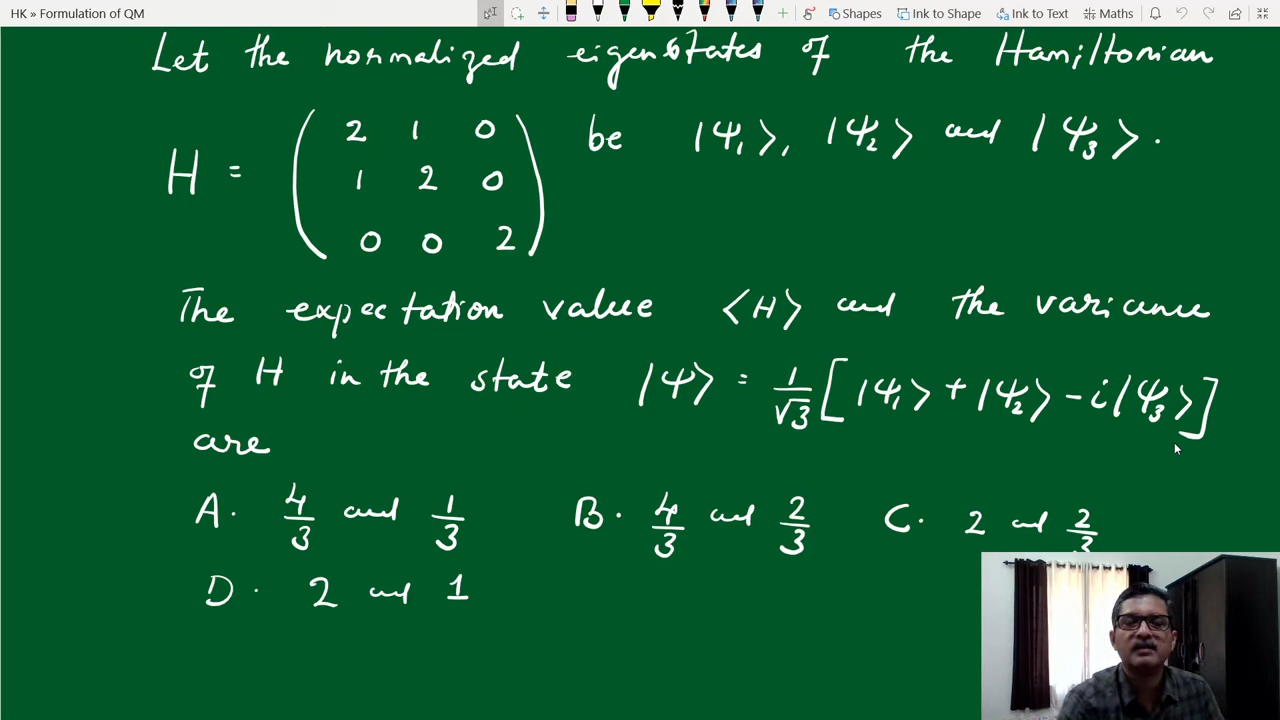 HK » Formulation of QM
Shapes Ink to Shape Ink to Text Maths
Let the normalized eigenstates of the Hamiltonian
H = ( 2 1 0
1 2 0
0 0 2 ) be |Ψ₁⟩, |Ψ₂⟩ and |Ψ₃⟩.
The expectation value ⟨H⟩ and the variance
of H in the state |Ψ⟩ = 1/√3 [ |Ψ₁⟩ + |Ψ₂⟩ - i|Ψ₃⟩ ]
are
A. 4/3 and 1/3 B. 4/3 and 2/3 C. 2 and 2/3
D. 2 and 1